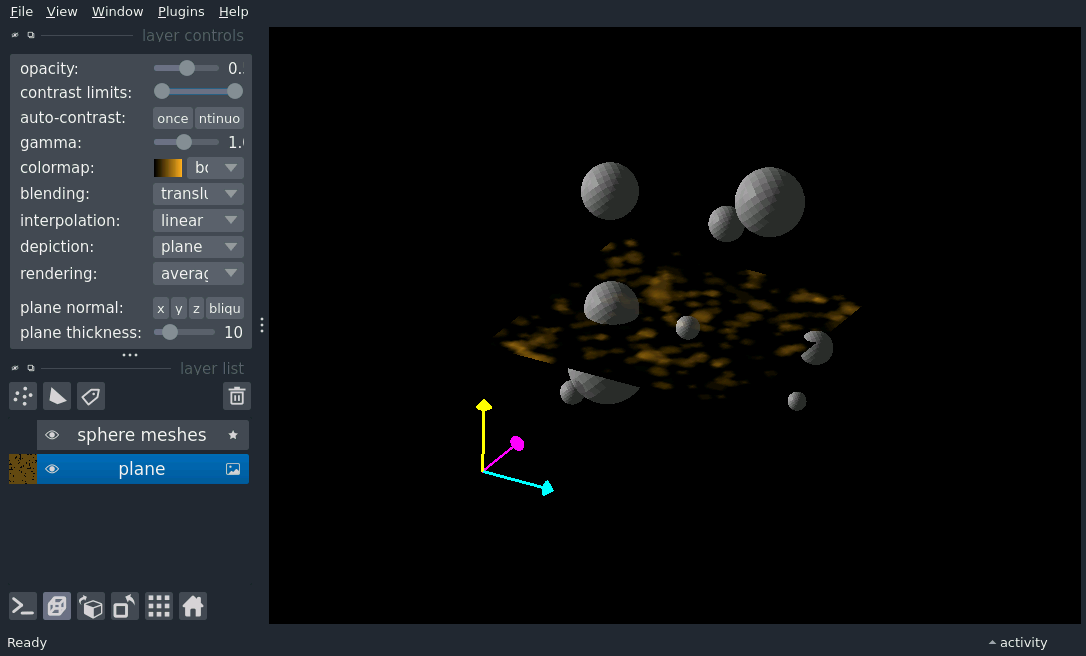 File View Window Plugins Help
layer controls
opacity: 0.
contrast limits:
auto-contrast: once ntinuo
gamma: 1.
colormap: bo
blending: translu
interpolation: linear
depiction: plane
rendering: averag
plane normal: x y z bliqu
plane thickness: 10
layer list
sphere meshes
plane
Ready
activity